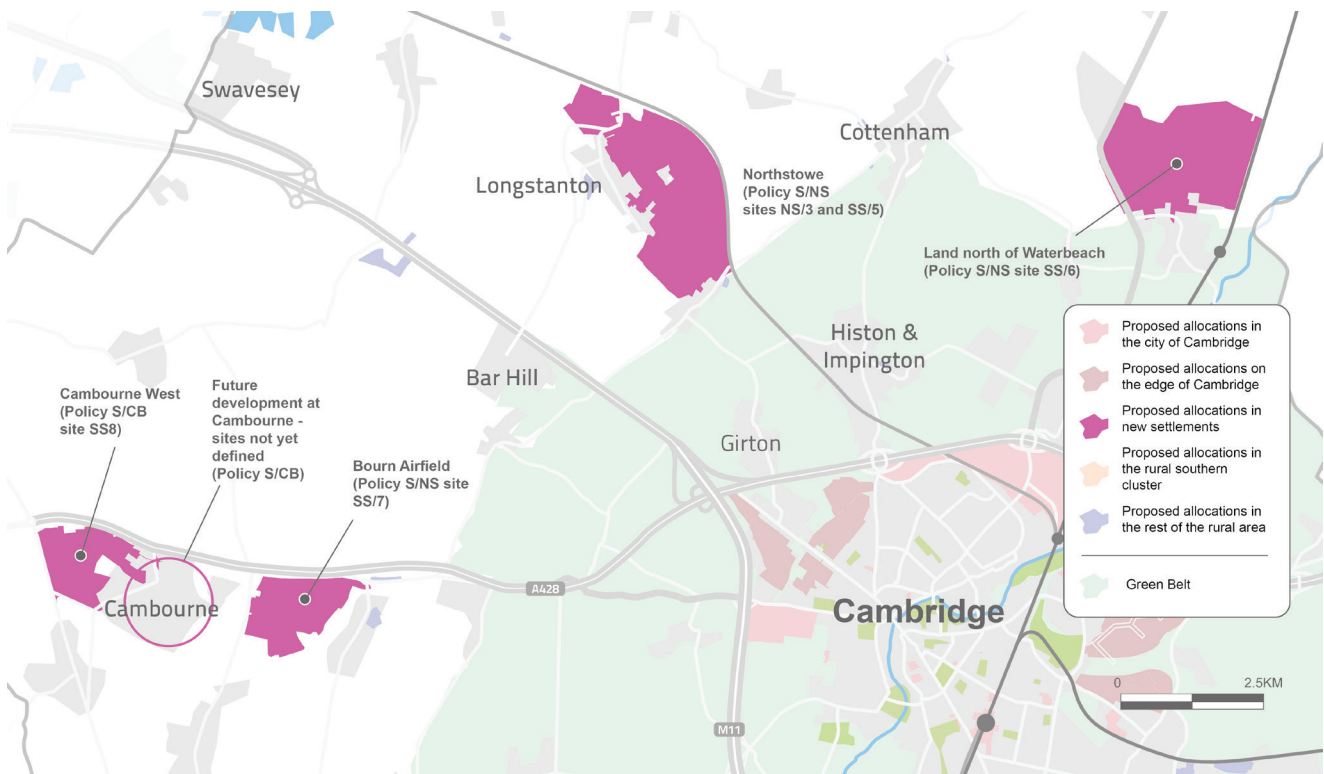 Swavesey
Cottenham
Longstanton
Northstowe
(Policy S/NS
sites NS/3 and SS/5)
Land north of Waterbeach
(Policy S/NS site SS/6)
Histon &
Impington
Bar Hill
Girton
Cambourne West
(Policy S/CB
site SS8)
Future
development at
Cambourne -
sites not yet
defined
(Policy S/CB)
Bourn Airfield
(Policy S/NS site
SS/7)
Cambourne
A428
Cambridge
M11
Proposed allocations in
the city of Cambridge
Proposed allocations on
the edge of Cambridge
Proposed allocations in
new settlements
Proposed allocations in
the rural southern
cluster
Proposed allocations in
the rest of the rural area
Green Belt
0 2.5KM